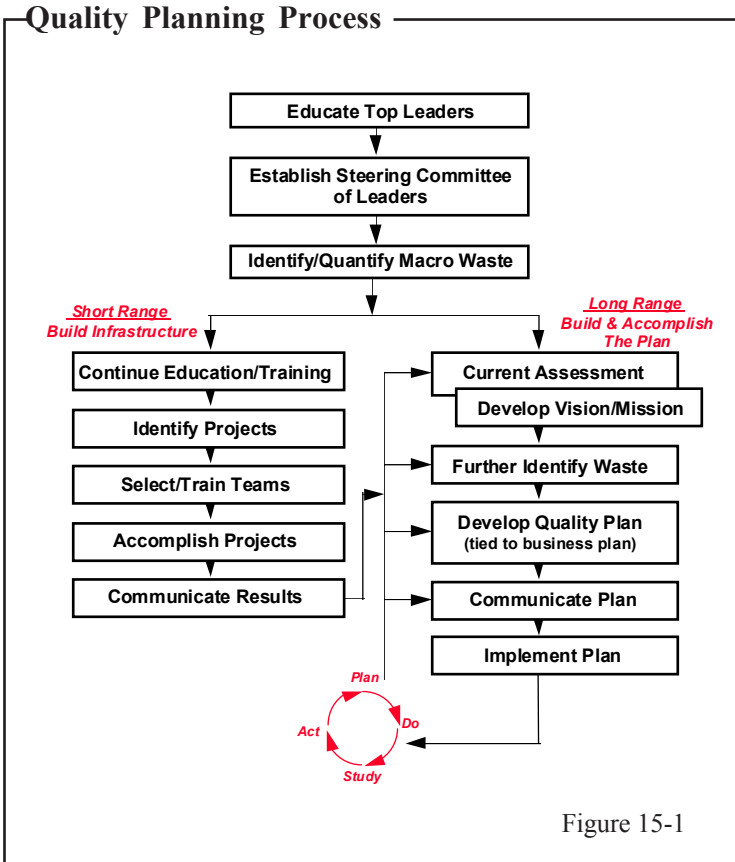 Quality Planning Process
Educate Top Leaders
Establish Steering Committee
of Leaders
Identify/Quantify Macro Waste
Short Range
Build Infrastructure
Continue Education/Training
Identify Projects
Select/Train Teams
Accomplish Projects
Communicate Results
Long Range
Build & Accomplish
The Plan
Current Assessment
Develop Vision/Mission
Further Identify Waste
Develop Quality Plan
(tied to business plan)
Communicate Plan
Implement Plan
Plan
Do
Study
Act
Figure 15-1